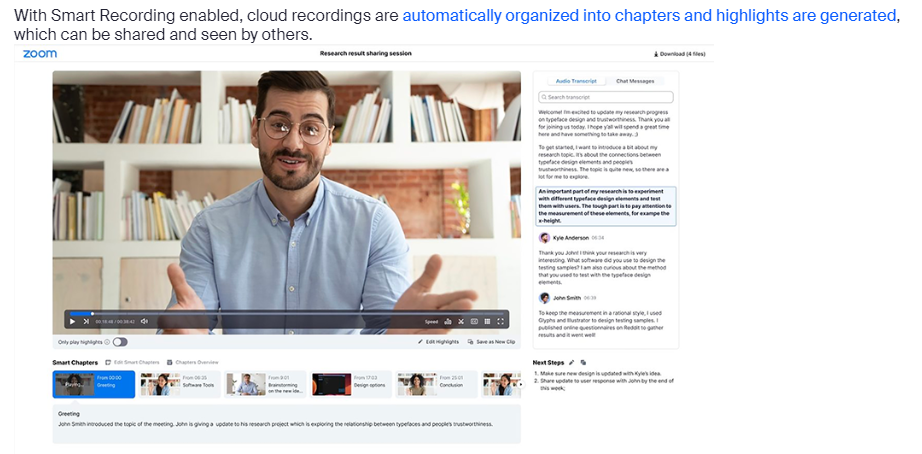 With Smart Recording enabled, cloud recordings are automatically organized into chapters and highlights are generated,
which can be shared and seen by others.
zoom
Research result sharing session
Download (4 files)
Audio Transcript Chat Messages
Search transcript
Welcome! I'm excited to update my research progress
on typeface design and trustworthiness. Thank you all
for joining us today. I hope y'all will spend a great time
here and have something to take away. ;)
To get started, I want to introduce a bit about my
research topic. It's about the connections between
typeface design elements and people's
trustworthiness. The topic is quite new, so there are a
lot for me to explore.
An important part of my research is to experiment
with different typeface design elements and test
them with users. The tough part is to pay attention to
the measurement of these elements, for exampe the
x-height.
Kyle Anderson
Thank you John! I think your research is very
interesting. What software did you use to design the
testing samples? I am also curious about the method
that you used to test with the typeface design
elements.
John Smith
To keep the measurement in a rational style, I used
Glyphs and Illustrator to design testing samples. I
published online questionnaires on Reddit to gather
results and it went well!
Speed
Only play highlights
Edit Highlights Save as New Clip
Smart Chapters Edit Smart Chapters Chapters Overview
Playing...
From 00:00
Greeting
Software Tools
From 9:01
Brainstorming
on the new ide...
From 17:03
Design options
From 25:01
Conclusion
Next Steps
1. Make sure new design is updated with Kyle's idea.
2. Share update to user response with John by the end of
this week;
Greeting
John Smith introduced the topic of the meeting. John is giving a update to his research project which is exploring the relationship between typefaces and people's trustworthiness.